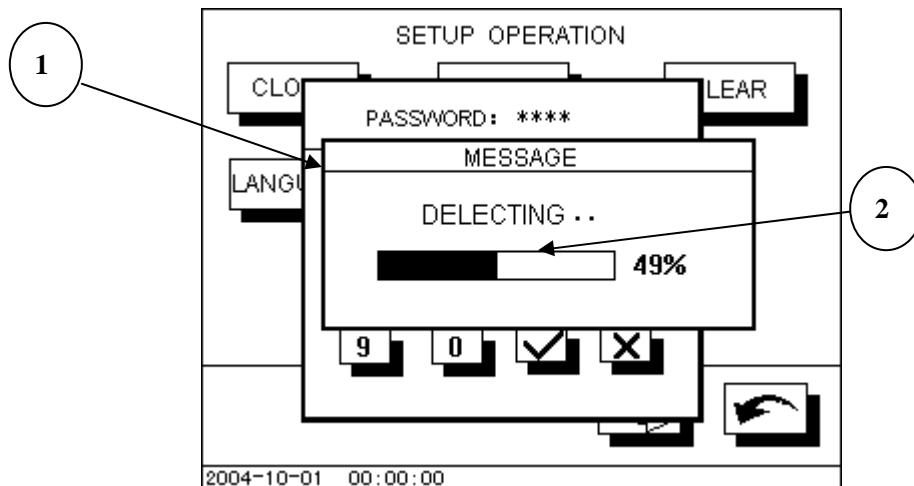 SETUP OPERATION
1
CLO LEAR
PASSWORD: ****
MESSAGE
LANGU
DELECTING ..
2
49%
9 0
2004-10-01 00:00:00